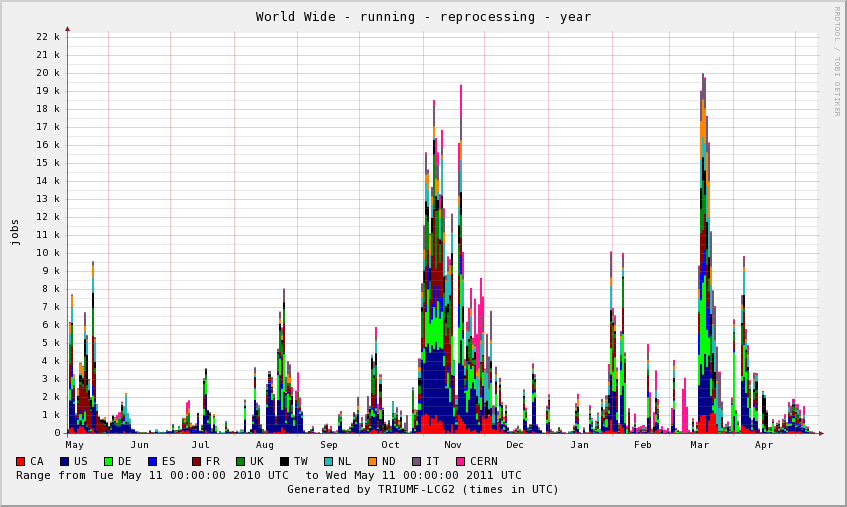 World Wide - running - reprocessing - year
RRDTOOL / TOBI OETIKER
22 k
21 k
20 k
19 k
18 k
17 k
16 k
15 k
14 k
13 k
12 k
11 k
10 k
9 k
8 k
7 k
6 k
5 k
4 k
3 k
2 k
1 k
0
jobs
May Jun Jul Aug Sep Oct Nov Dec Jan Feb Mar Apr
CA US DE ES FR UK TW NL ND IT CERN
Range from Tue May 11 00:00:00 2010 UTC to Wed May 11 00:00:00 2011 UTC
Generated by TRIUMF-LCG2 (times in UTC)